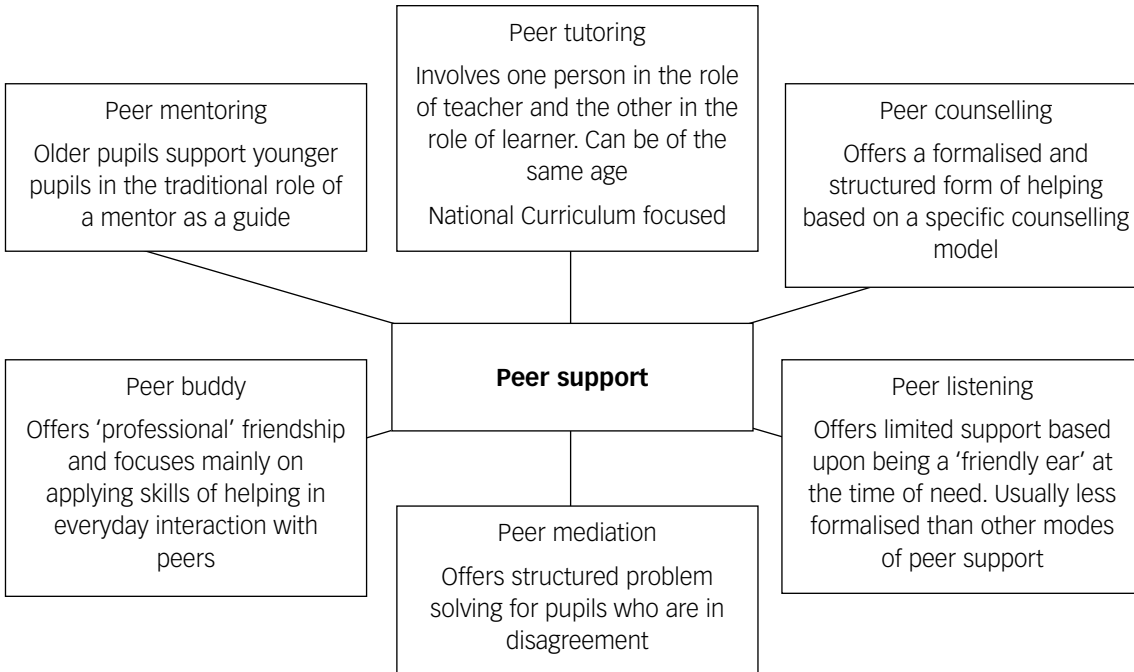 Peer tutoring
Involves one person in the role
of teacher and the other in the
role of learner. Can be of the
same age
National Curriculum focused
Peer mentoring
Older pupils support younger
pupils in the traditional role of
a mentor as a guide
Peer counselling
Offers a formalised and
structured form of helping
based on a specific counselling
model
Peer support
Peer buddy
Offers ‘professional’ friendship
and focuses mainly on
applying skills of helping in
everyday interaction with
peers
Peer listening
Offers limited support based
upon being a ‘friendly ear’ at
the time of need. Usually less
formalised than other modes
of peer support
Peer mediation
Offers structured problem
solving for pupils who are in
disagreement